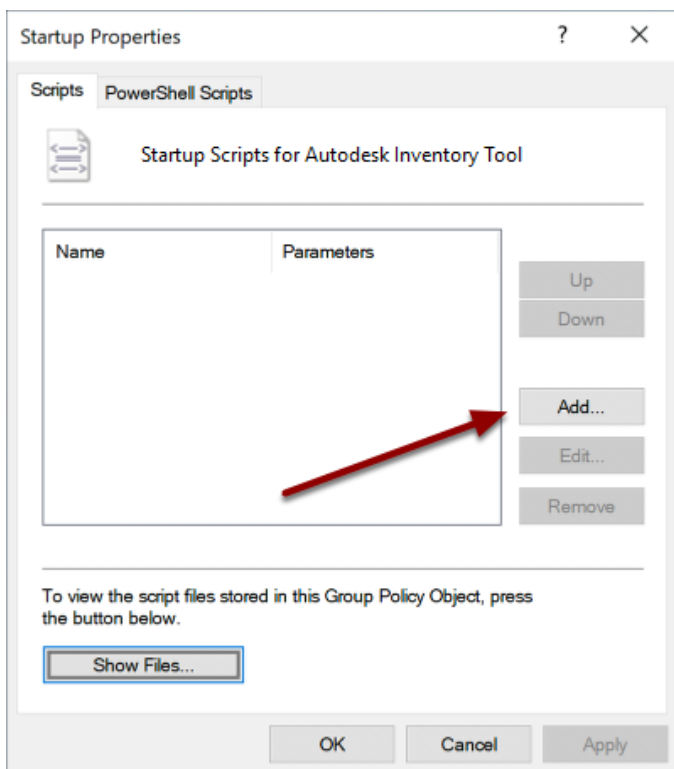 Startup Properties
?
Scripts
PowerShell Scripts
Startup Scripts for Autodesk Inventory Tool
Name
Parameters
Up
Down
Add...
Edit...
Remove
To view the script files stored in this Group Policy Object, press
the button below.
Show Files...
OK
Cancel
Apply